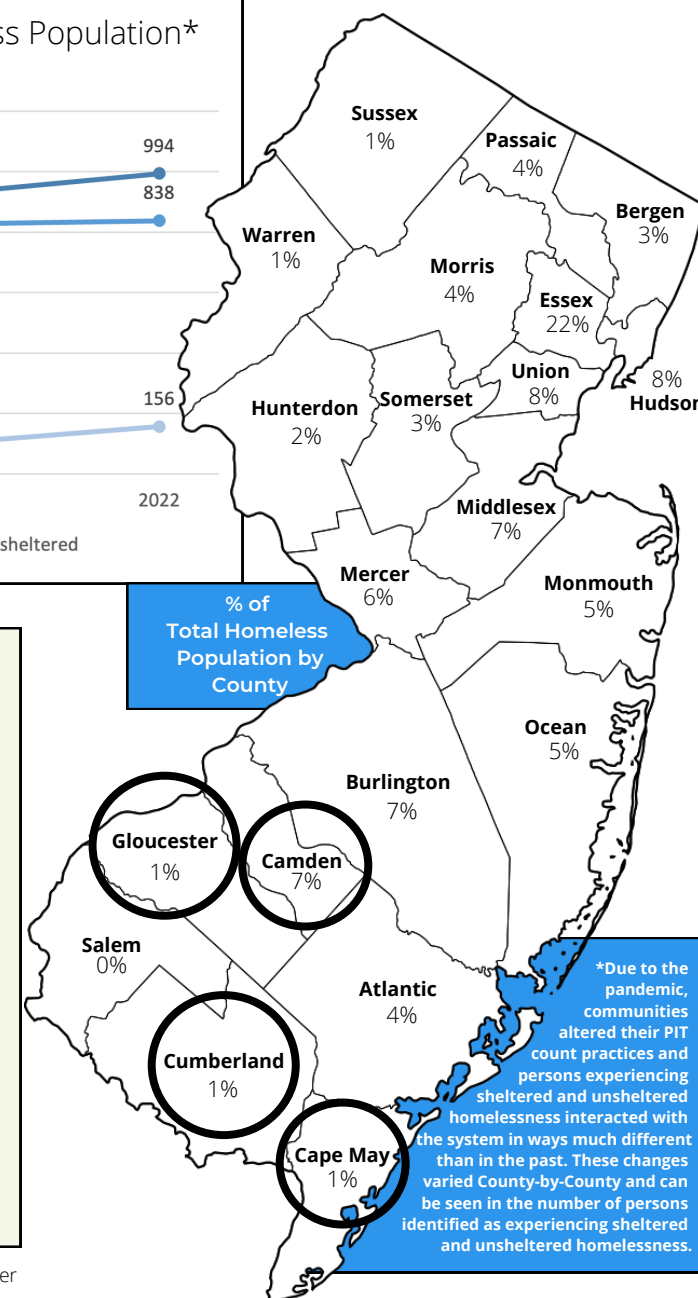 ss Population*
994
838
156
2022
sheltered
Sussex
1%
Passaic
4%
Bergen
3%
Warren
1%
Morris
4%
Essex
22%
Union
8%
8%
Hudson
Hunterdon
2%
Somerset
3%
Middlesex
7%
Mercer
6%
Monmouth
5%
% of
Total Homeless
Population by
County
Ocean
5%
Burlington
7%
Gloucester
1%
Camden
7%
Salem
0%
Atlantic
4%
Cumberland
1%
Cape May
1%
*Due to the
pandemic,
communities
altered their PIT
count practices and
persons experiencing
sheltered and unsheltered
homelessness interacted with
the system in ways much different
than in the past. These changes
varied County-by-County and can
be seen in the number of persons
identified as experiencing sheltered
and unsheltered homelessness.
er